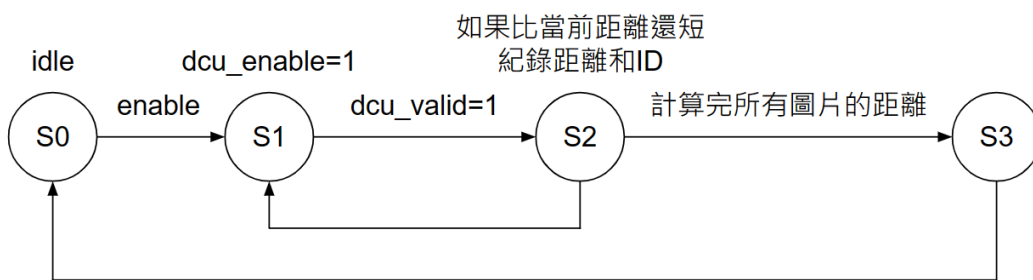 如果比當前距離還短
紀錄距離和ID
idle
dcu_enable=1
enable
dcu_valid=1
計算完所有圖片的距離
S0
S1
S2
S3